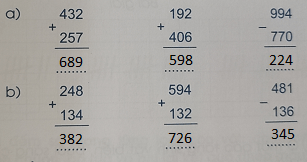 a) 432 192 994
+ + −
257 406 770
689 598 224
b) 248 594 481
+ + −
134 132 136
382 726 345